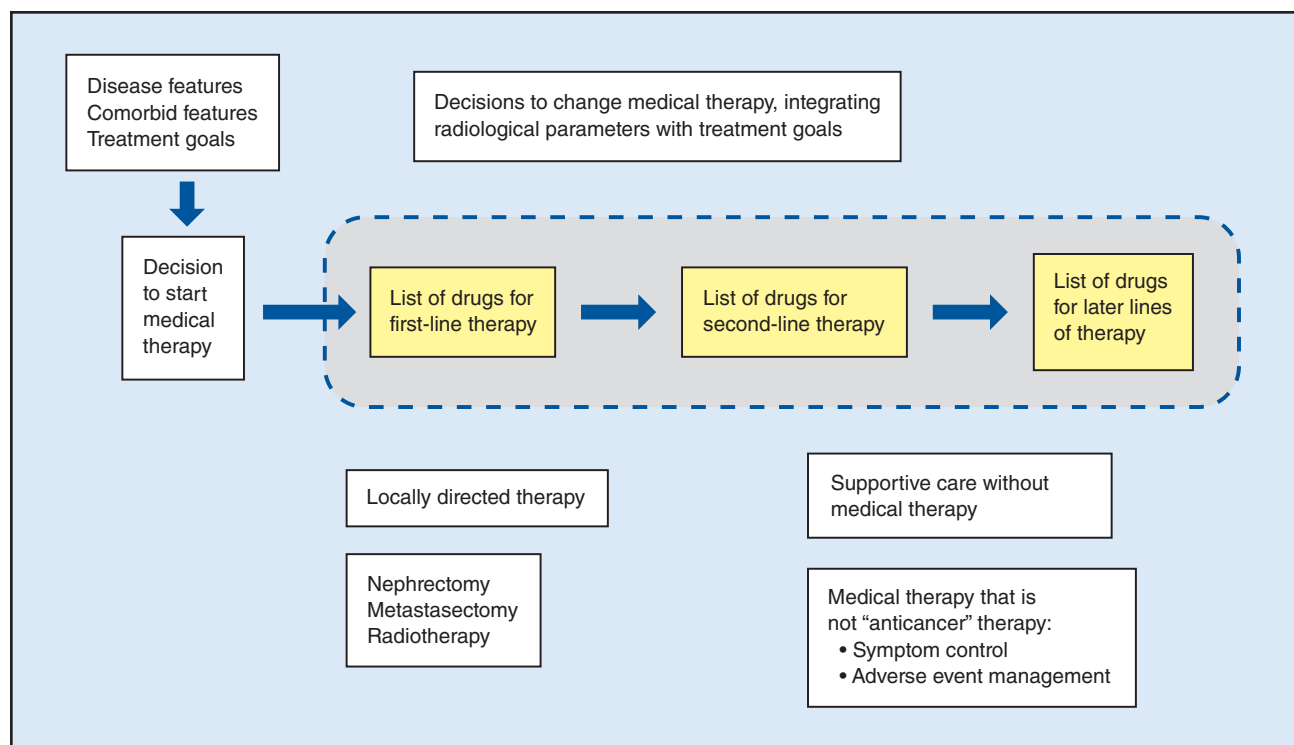 Disease features
Comorbid features
Treatment goals
Decisions to change medical therapy, integrating
radiological parameters with treatment goals
Decision
to start
medical
therapy
List of drugs for
first-line therapy
List of drugs for
second-line therapy
List of drugs
for later lines
of therapy
Locally directed therapy
Supportive care without
medical therapy
Nephrectomy
Metastasectomy
Radiotherapy
Medical therapy that is
not “anticancer” therapy:
• Symptom control
• Adverse event management